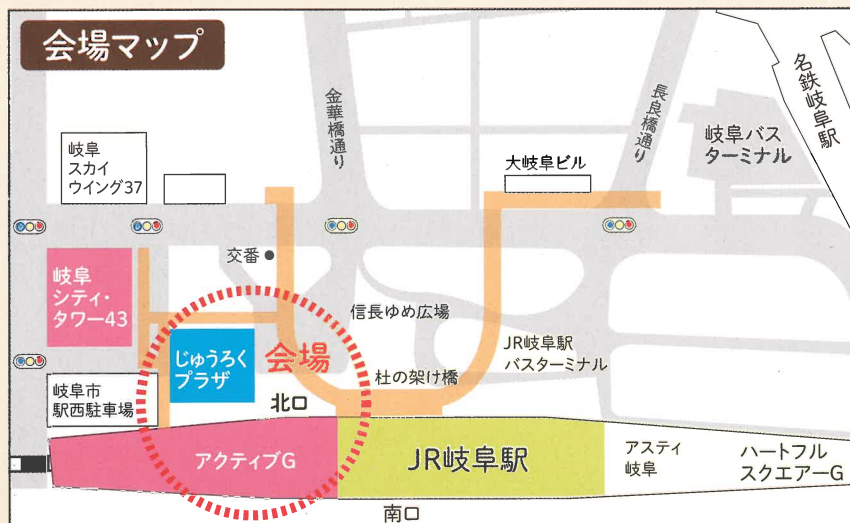 会場マップ
金華橋通り
長良橋通り
名鉄岐阜駅
岐阜バス
ターミナル
岐阜
スカイ
ウイング37
大岐阜ビル
交番
岐阜
シティ・
タワー43
信長ゆめ広場
じゅうろく
プラザ
会場
JR岐阜駅
バスターミナル
杜の架け橋
岐阜市
駅西駐車場
北口
アクティブG
JR岐阜駅
アスティ
岐阜
ハートフル
スクエアーG
南口